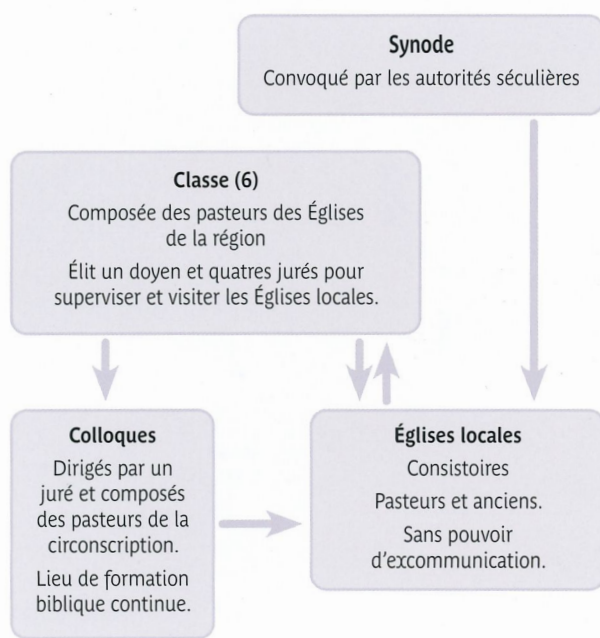 Synode
Convoqué par les autorités séculières
Classe (6)
Composée des pasteurs des Églises
de la région
Élit un doyen et quatres jurés pour
superviser et visiter les Églises locales.
Colloques
Dirigés par un
juré et composés
des pasteurs de la
circonscription.
Lieu de formation
biblique continue.
Églises locales
Consistoires
Pasteurs et anciens.
Sans pouvoir
d'excommunication.